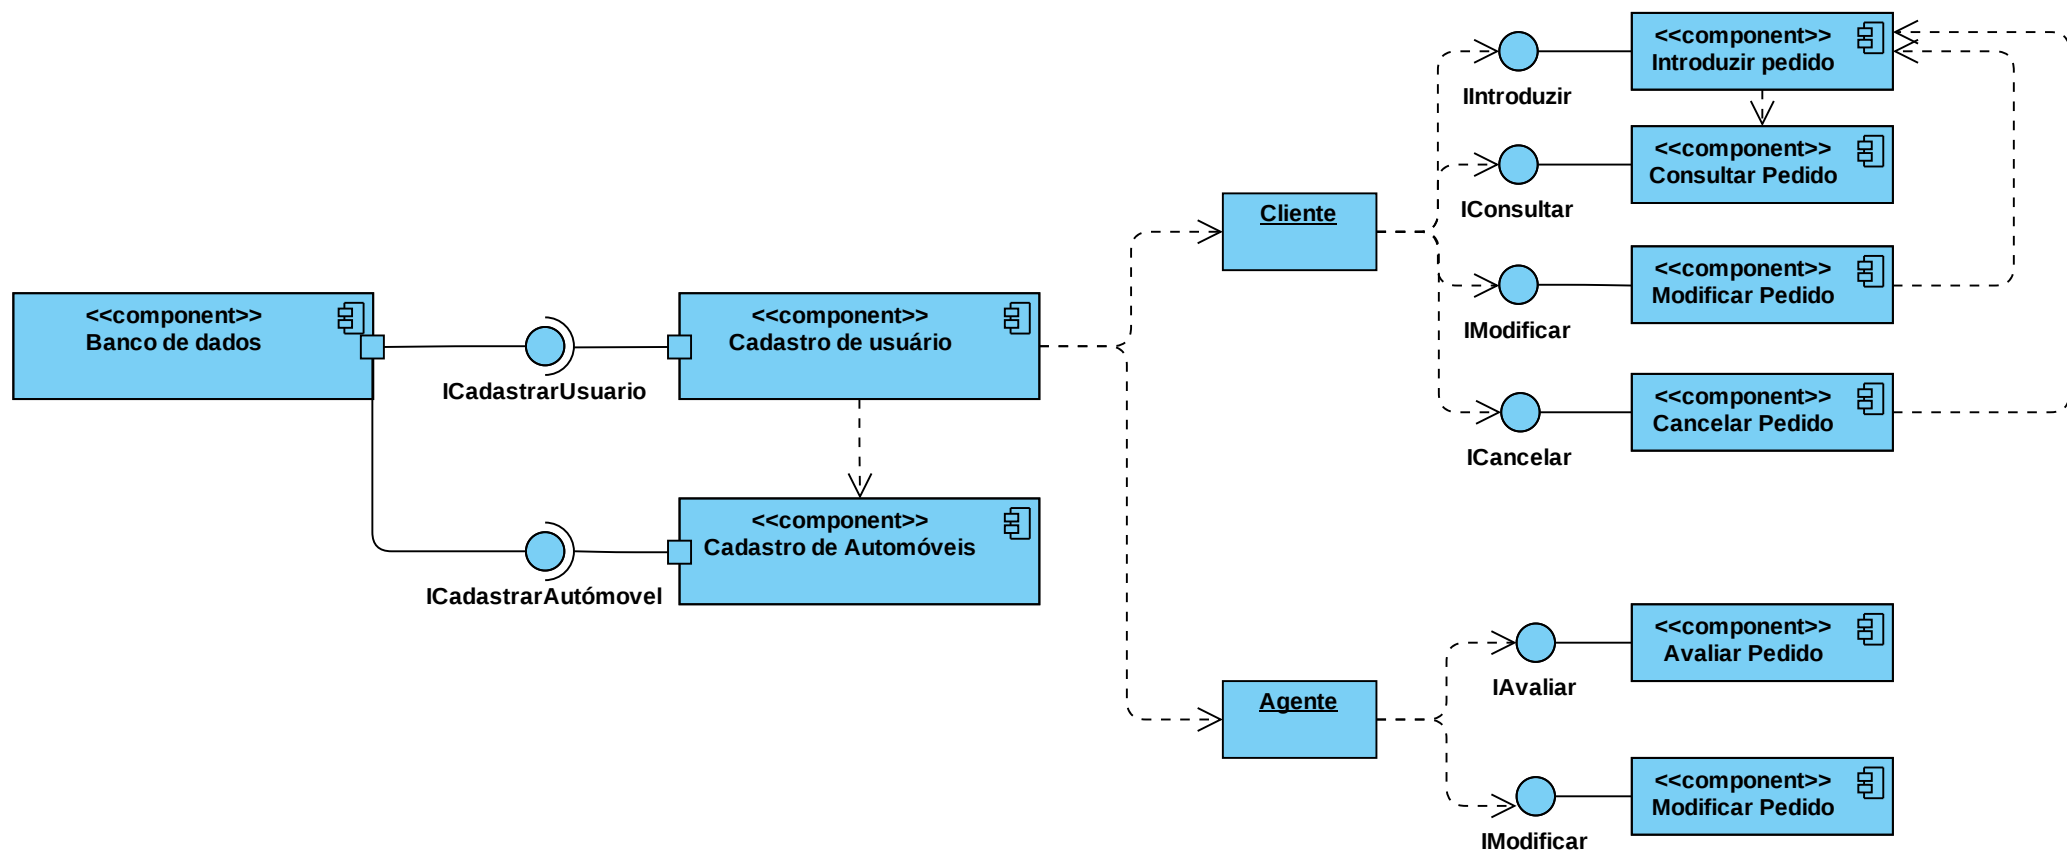 <<component>>
Banco de dados
ICadastrarUsuario
<<component>>
Cadastro de usuário
ICadastrarAutómovel
<<component>>
Cadastro de Automóveis
Cliente
IIntroduzir
<<component>>
Introduzir pedido
IConsultar
<<component>>
Consultar Pedido
IModificar
<<component>>
Modificar Pedido
ICancelar
<<component>>
Cancelar Pedido
Agente
IAvaliar
<<component>>
Avaliar Pedido
IModificar
<<component>>
Modificar Pedido